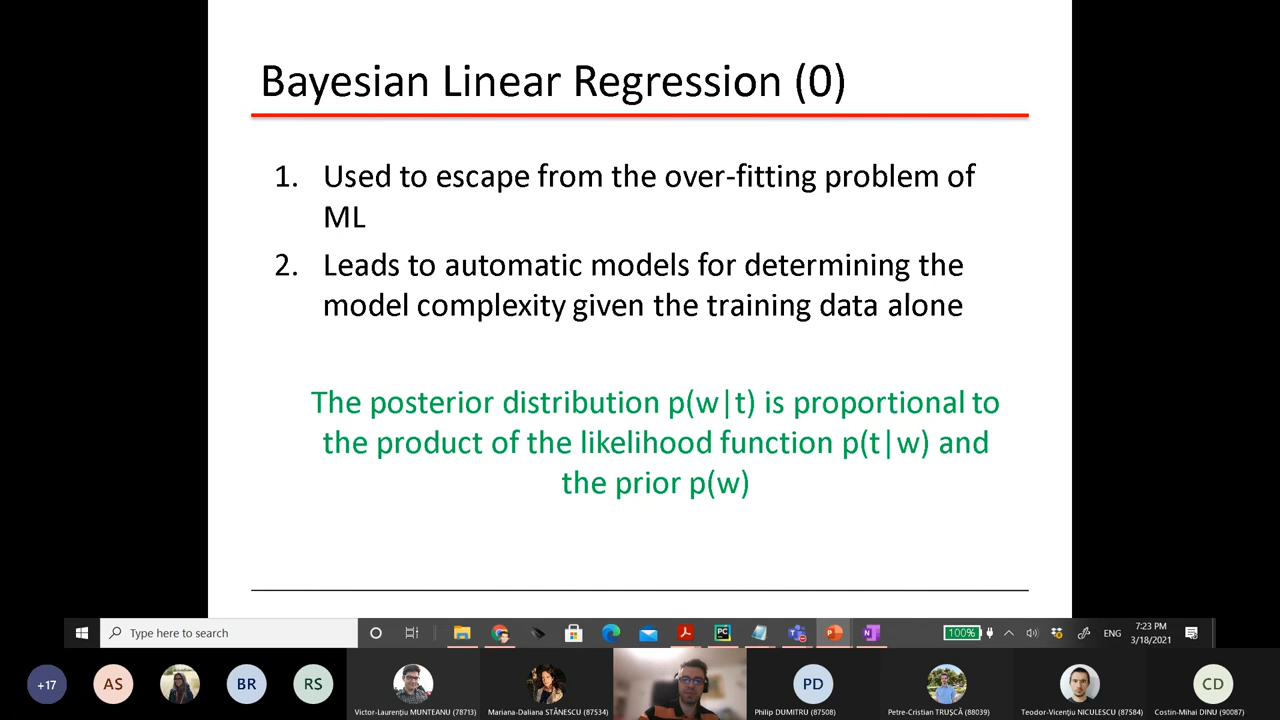 Bayesian Linear Regression (0)
1. Used to escape from the over-fitting problem of
ML
2. Leads to automatic models for determining the
model complexity given the training data alone
The posterior distribution p(w|t) is proportional to
the product of the likelihood function p(t|w) and
the prior p(w)
Type here to search
100%
ENG
7:23 PM
3/18/2021
+17
AS
BR
RS
PD
CD
Victor-Laurențiu MUNTEANU (78713)
Mariana-Daliana STĂNESCU (87534)
Philip DUMITRU (87508)
Petre-Cristian TRUȘCĂ (88039)
Teodor-Vicențiu NICULESCU (87584)
Costin-Mihai DINU (90087)